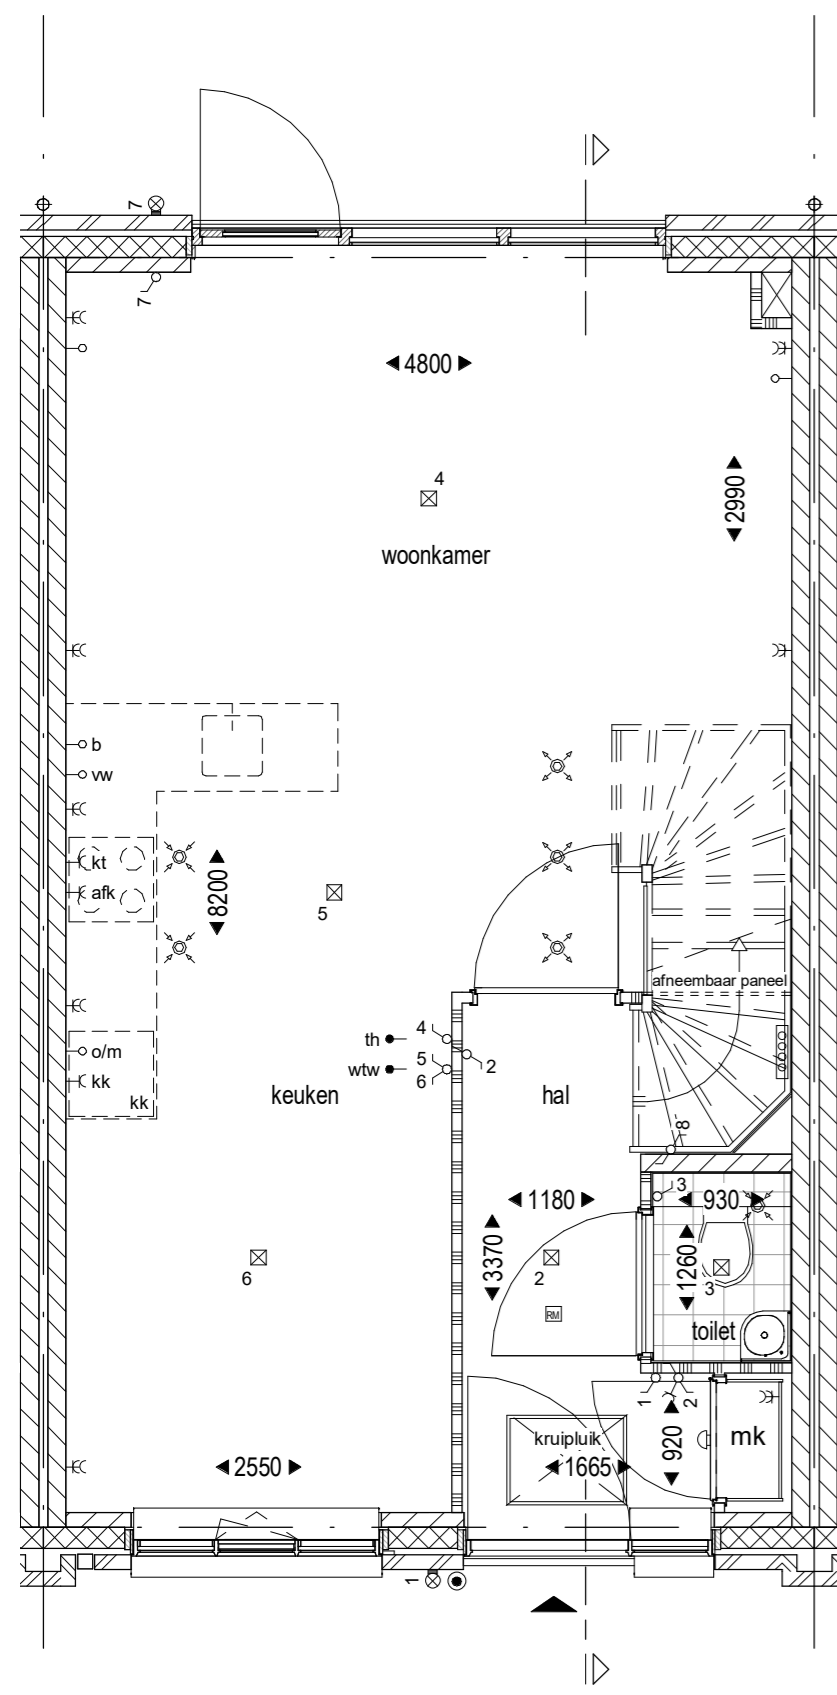 7
7
4800
4
2990
woonkamer
b
vw
kt
afk
8200
5
afneembaar paneel
o/m
kk
kk
th
4
wtw
5
6
2
keuken
hal
8
3
930
1180
3370
1260
6
2
3
RM
toilet
1
2
kruipluik
920
mk
2550
1665
1